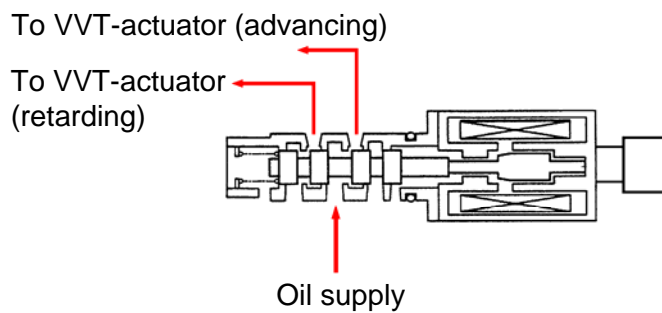 To VVT-actuator (advancing)
To VVT-actuator
(retarding)
Oil supply